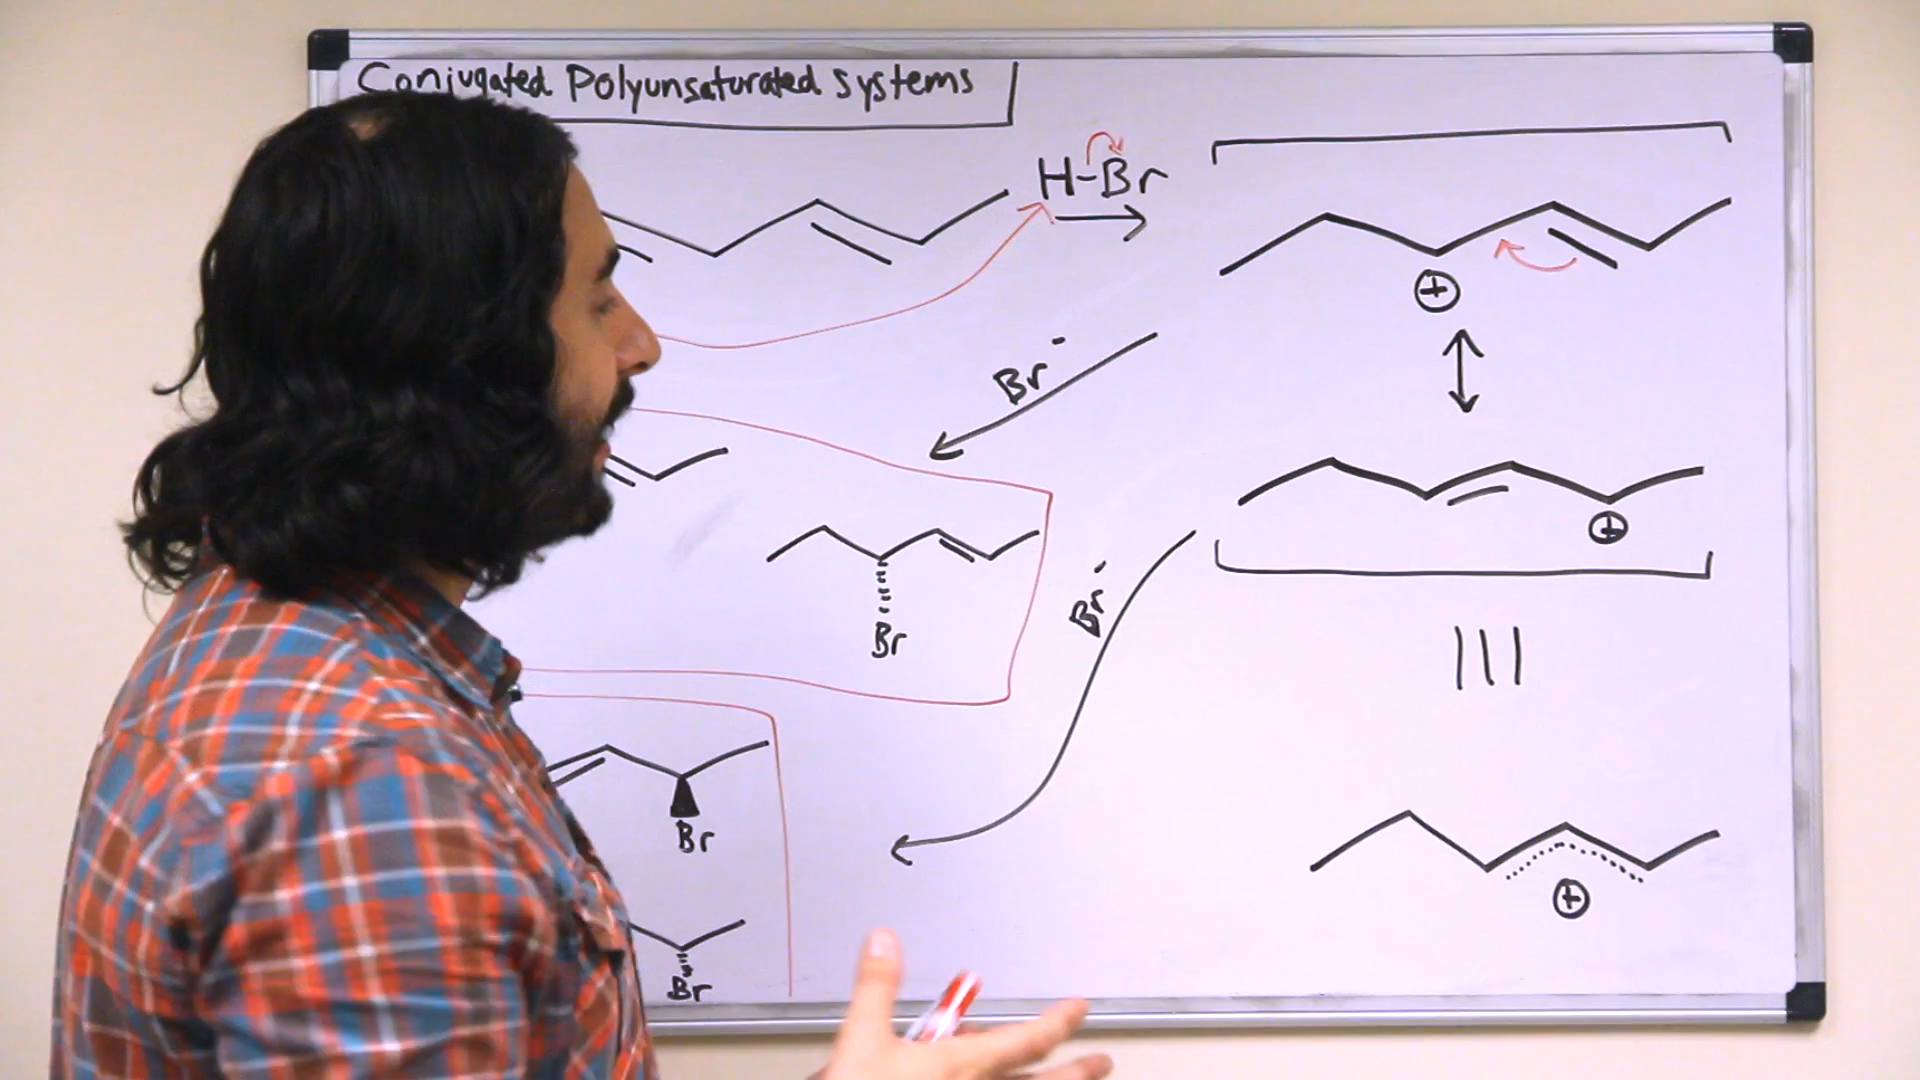 Conjugated Polyunsaturated Systems
H-Br
⊕
Br-
⊕
Br-
Br
Br
⊕
Br